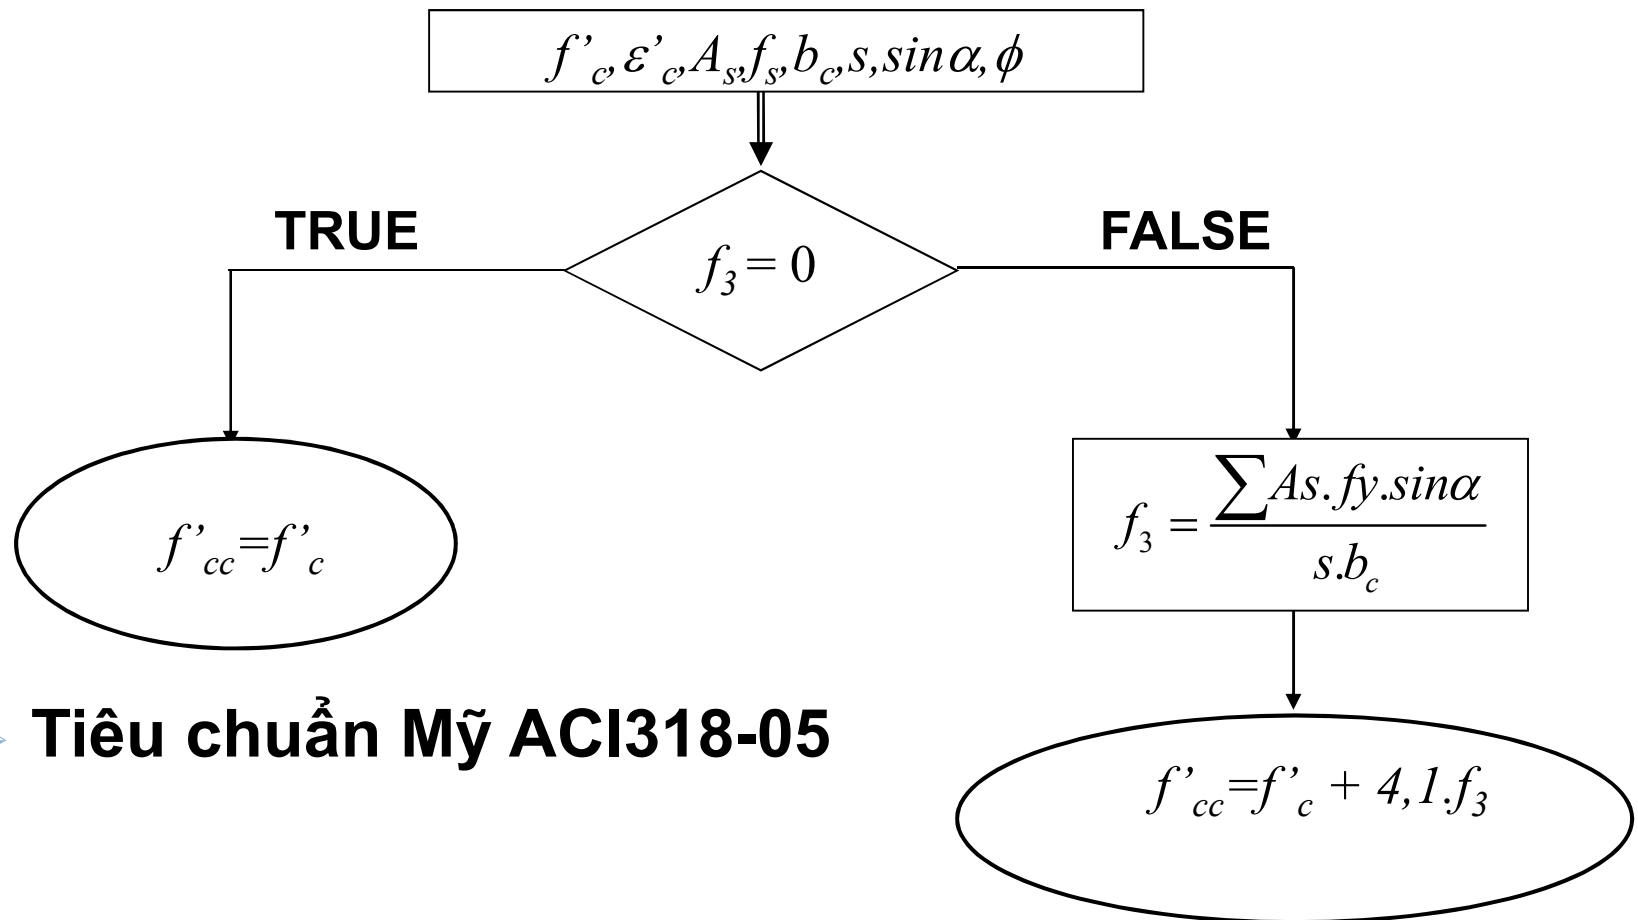 f'c,ε'c,As,fs,bc,s,sinα,ϕ
TRUE
FALSE
f3 = 0
f3 = ∑As.fy.sinα / s.bc
f'cc=f'c
Tiêu chuẩn Mỹ ACI318-05
f'cc=f'c + 4,1.f3